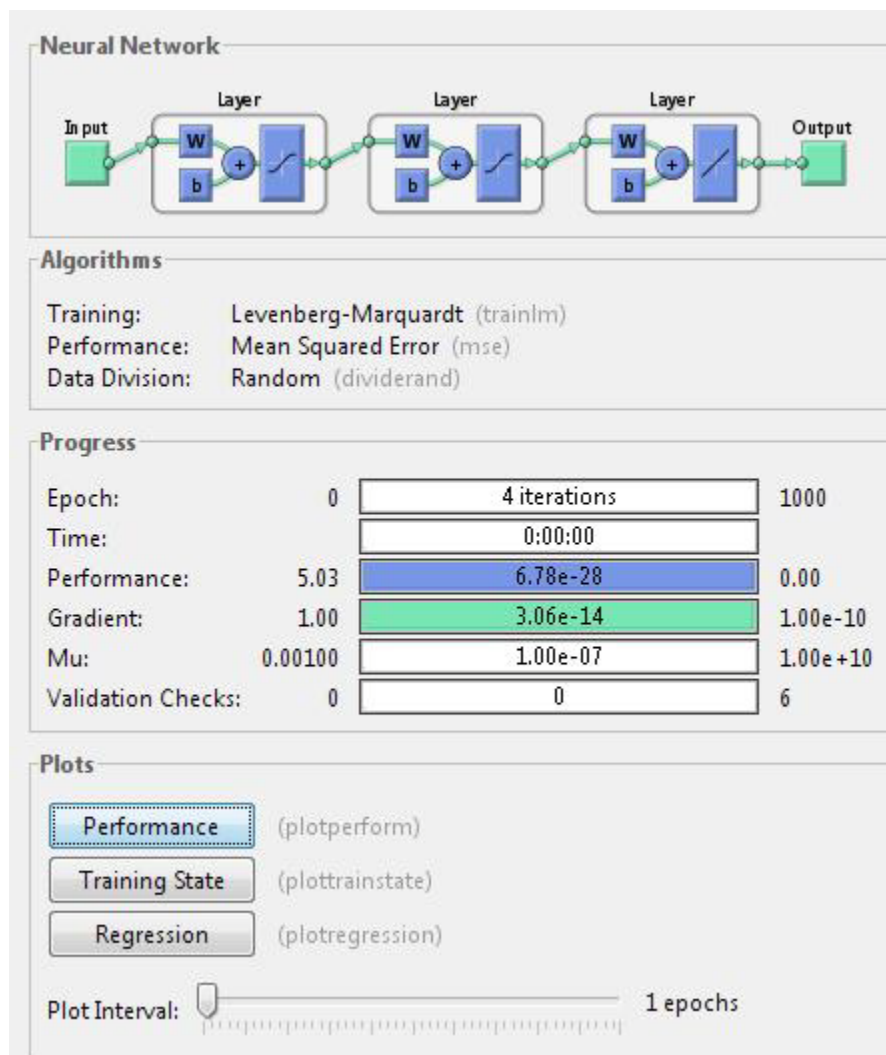 Neural Network
Layer Layer Layer
Input Output
W W W
+ + +
b b b
Algorithms
Training: Levenberg-Marquardt (trainlm)
Performance: Mean Squared Error (mse)
Data Division: Random (dividerand)
Progress
Epoch: 0 4 iterations 1000
Time: 0:00:00
Performance: 5.03 6.78e-28 0.00
Gradient: 1.00 3.06e-14 1.00e-10
Mu: 0.00100 1.00e-07 1.00e+10
Validation Checks: 0 0 6
Plots
Performance (plotperform)
Training State (plottrainstate)
Regression (plotregression)
Plot Interval: 1 epochs